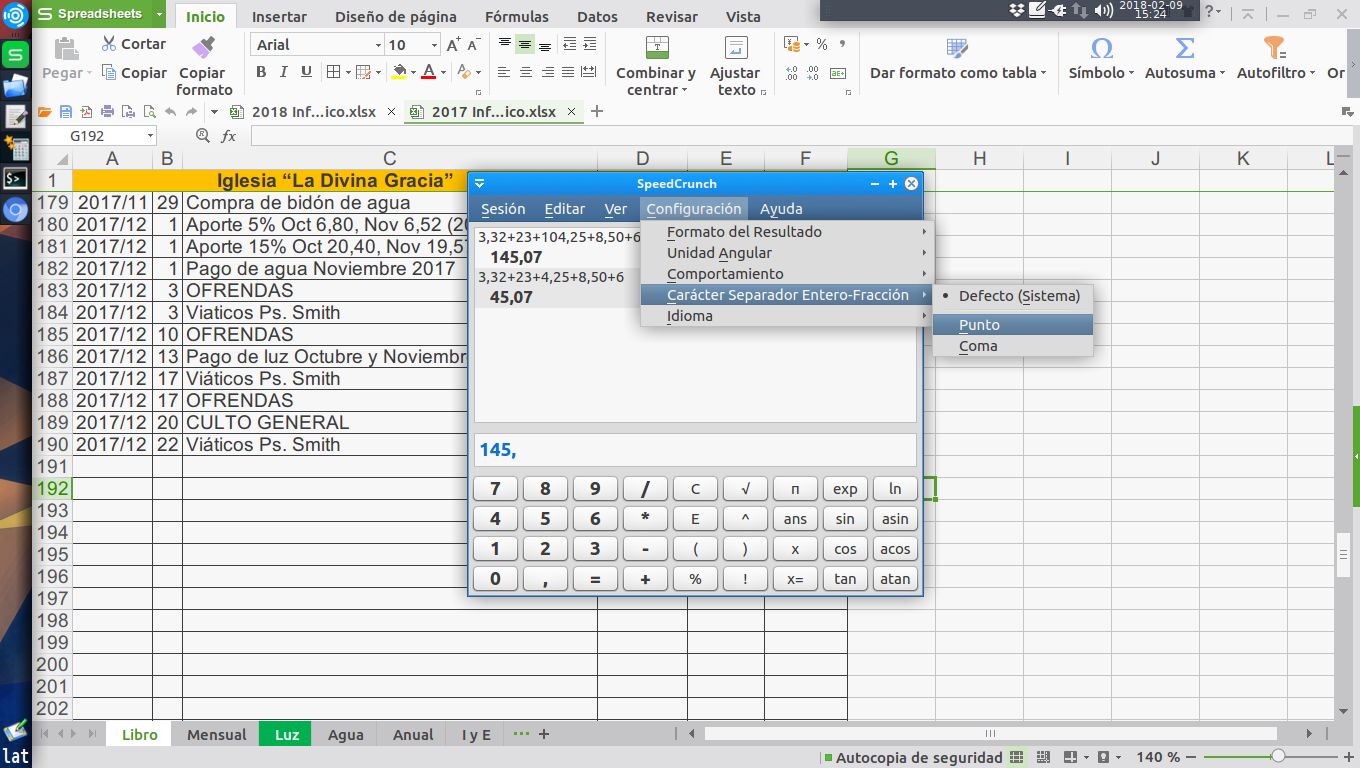 Spreadsheets
Inicio
Insertar
Diseño de página
Fórmulas
Datos
Revisar
Vista
2018-02-09
15:24
Pegar
Cortar
Copiar
Copiar
formato
Arial
10
B I U
Combinar y
centrar
Ajustar
texto
Dar formato como tabla
Símbolo
Autosuma
Autofiltro
Or
2018 Inf...ico.xlsx
2017 Inf...ico.xlsx
G192
fx
A B C D E F G H I J K L
1 Iglesia “La Divina Gracia”
179 2017/11 29 Compra de bidón de agua
180 2017/12 1 Aporte 5% Oct 6,80, Nov 6,52 (20
181 2017/12 1 Aporte 15% Oct 20,40, Nov 19,57
182 2017/12 1 Pago de agua Noviembre 2017
183 2017/12 3 OFRENDAS
184 2017/12 3 Viaticos Ps. Smith
185 2017/12 10 OFRENDAS
186 2017/12 13 Pago de luz Octubre y Noviembr
187 2017/12 17 Viáticos Ps. Smith
188 2017/12 17 OFRENDAS
189 2017/12 20 CULTO GENERAL
190 2017/12 22 Viáticos Ps. Smith
191
192
193
194
195
196
197
198
199
200
201
202
SpeedCrunch
Sesión Editar Ver Configuración Ayuda
3,32+23+104,25+8,50+6
145,07
3,32+23+4,25+8,50+6
45,07
Formato del Resultado
Unidad Angular
Comportamiento
Carácter Separador Entero-Fracción
Idioma
Defecto (Sistema)
Punto
Coma
145,
7 8 9 / C √ π exp ln
4 5 6 * E ^ ans sin asin
1 2 3 - ( ) x cos acos
0 , = + % ! x= tan atan
Libro Mensual Luz Agua Anual I y E
Autocopia de seguridad
140 %
lat